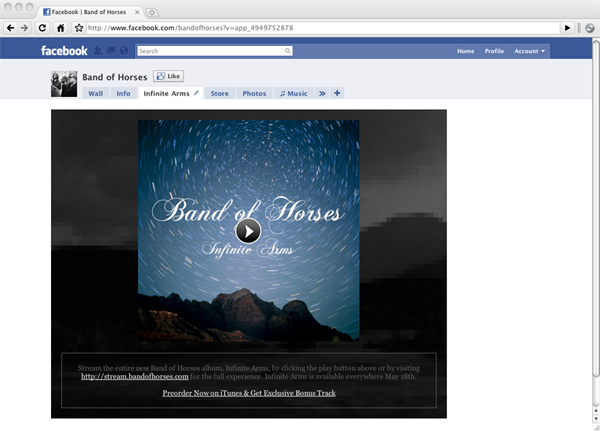 Facebook | Band of Horses
http://www.facebook.com/bandofhorses?v=app_4949752878
facebook
Search
Home Profile Account
Band of Horses
Like
Wall Info Infinite Arms Store Photos Music »  +
Band of Horses
Infinite Arms
Stream the entire new Band of Horses album, Infinite Arms, by clicking the play button above or by visiting
http://stream.bandofhorses.com for the full experience. Infinite Arms is available everywhere May 18th.
Preorder Now on iTunes & Get Exclusive Bonus Track